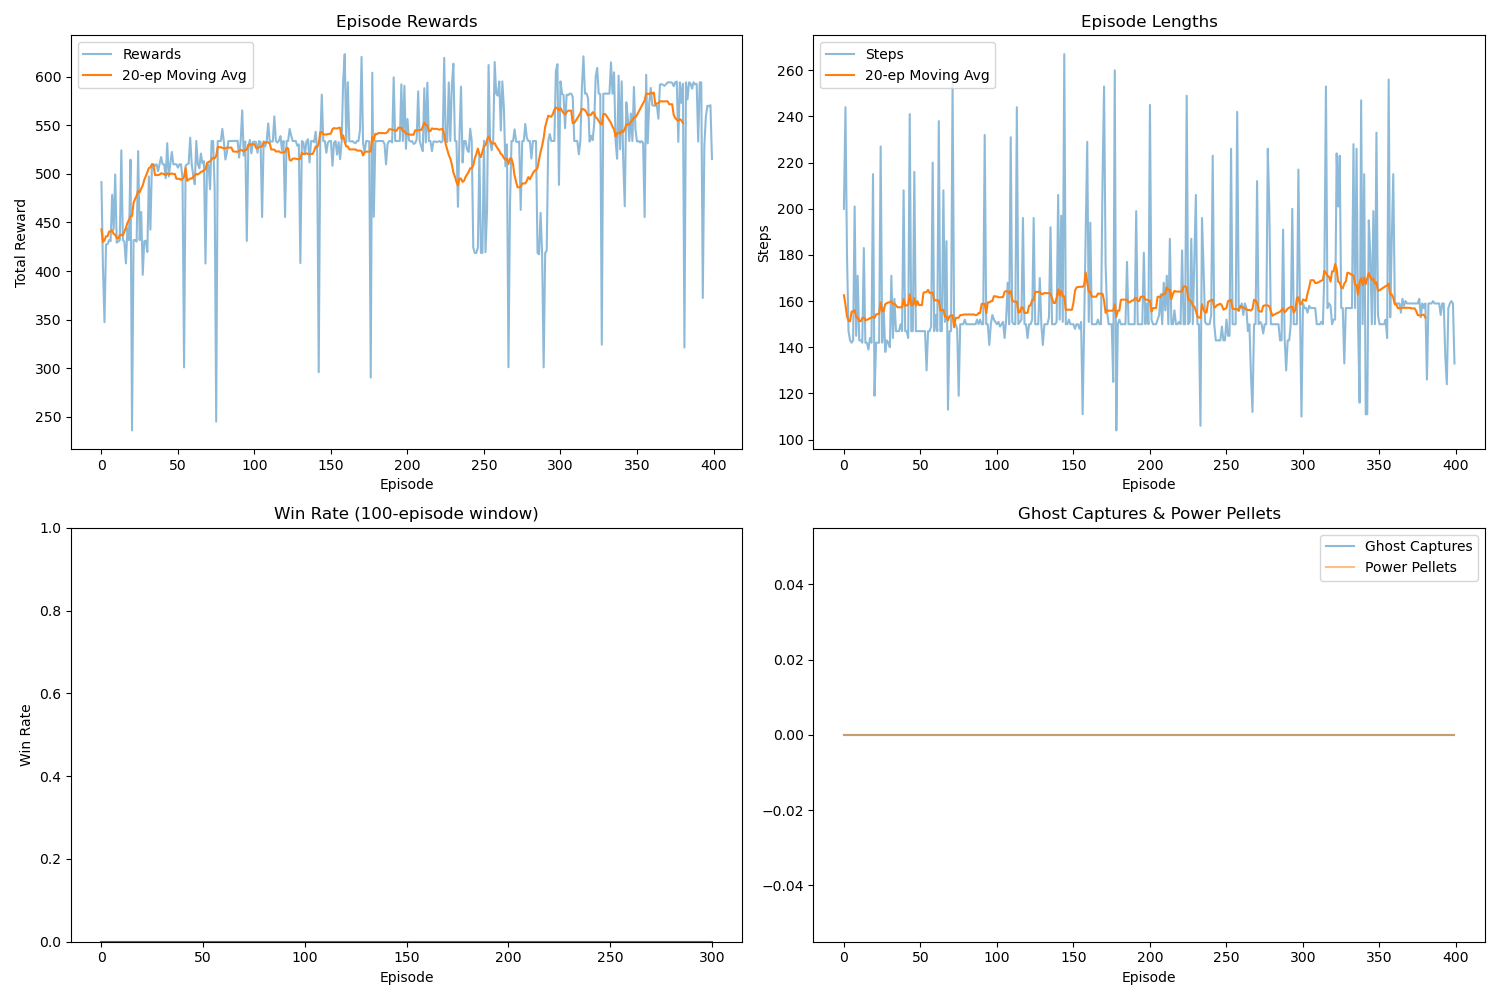 Episode Rewards
Rewards
20-ep Moving Avg
Total Reward
600
550
500
450
400
350
300
250
0 50 100 150 200 250 300 350 400
Episode
Episode Lengths
Steps
20-ep Moving Avg
Steps
260
240
220
200
180
160
140
120
100
0 50 100 150 200 250 300 350 400
Episode
Win Rate (100-episode window)
Win Rate
1.0
0.8
0.6
0.4
0.2
0.0
0 50 100 150 200 250 300
Episode
Ghost Captures & Power Pellets
Ghost Captures
Power Pellets
0.04
0.02
0.00
−0.02
−0.04
0 50 100 150 200 250 300 350 400
Episode